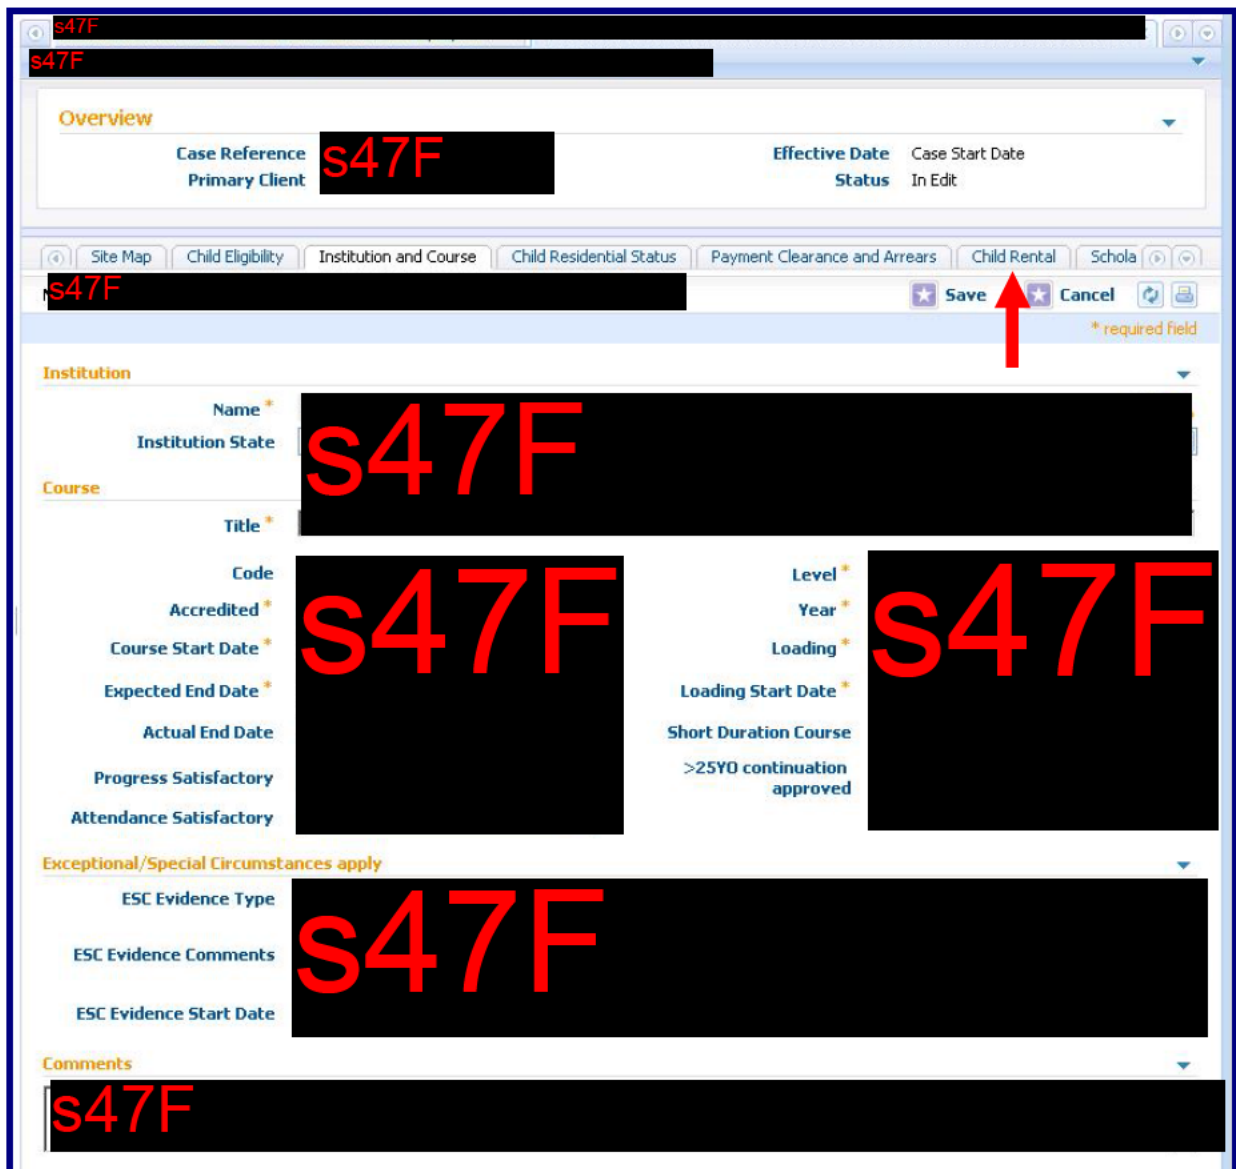 s47F
s47F
Overview
Case Reference s47F Effective Date Case Start Date
Primary Client Status In Edit
Site Map Child Eligibility Institution and Course Child Residential Status Payment Clearance and Arrears Child Rental Schola
s47F Save Cancel
* required field
Institution
Name * s47F
Institution State
Course
Title *
Code s47F Level * s47F
Accredited * Year *
Course Start Date * Loading *
Expected End Date * Loading Start Date *
Actual End Date Short Duration Course
Progress Satisfactory >25YO continuation
approved
Attendance Satisfactory
Exceptional/Special Circumstances apply
ESC Evidence Type s47F
ESC Evidence Comments
ESC Evidence Start Date
Comments
s47F